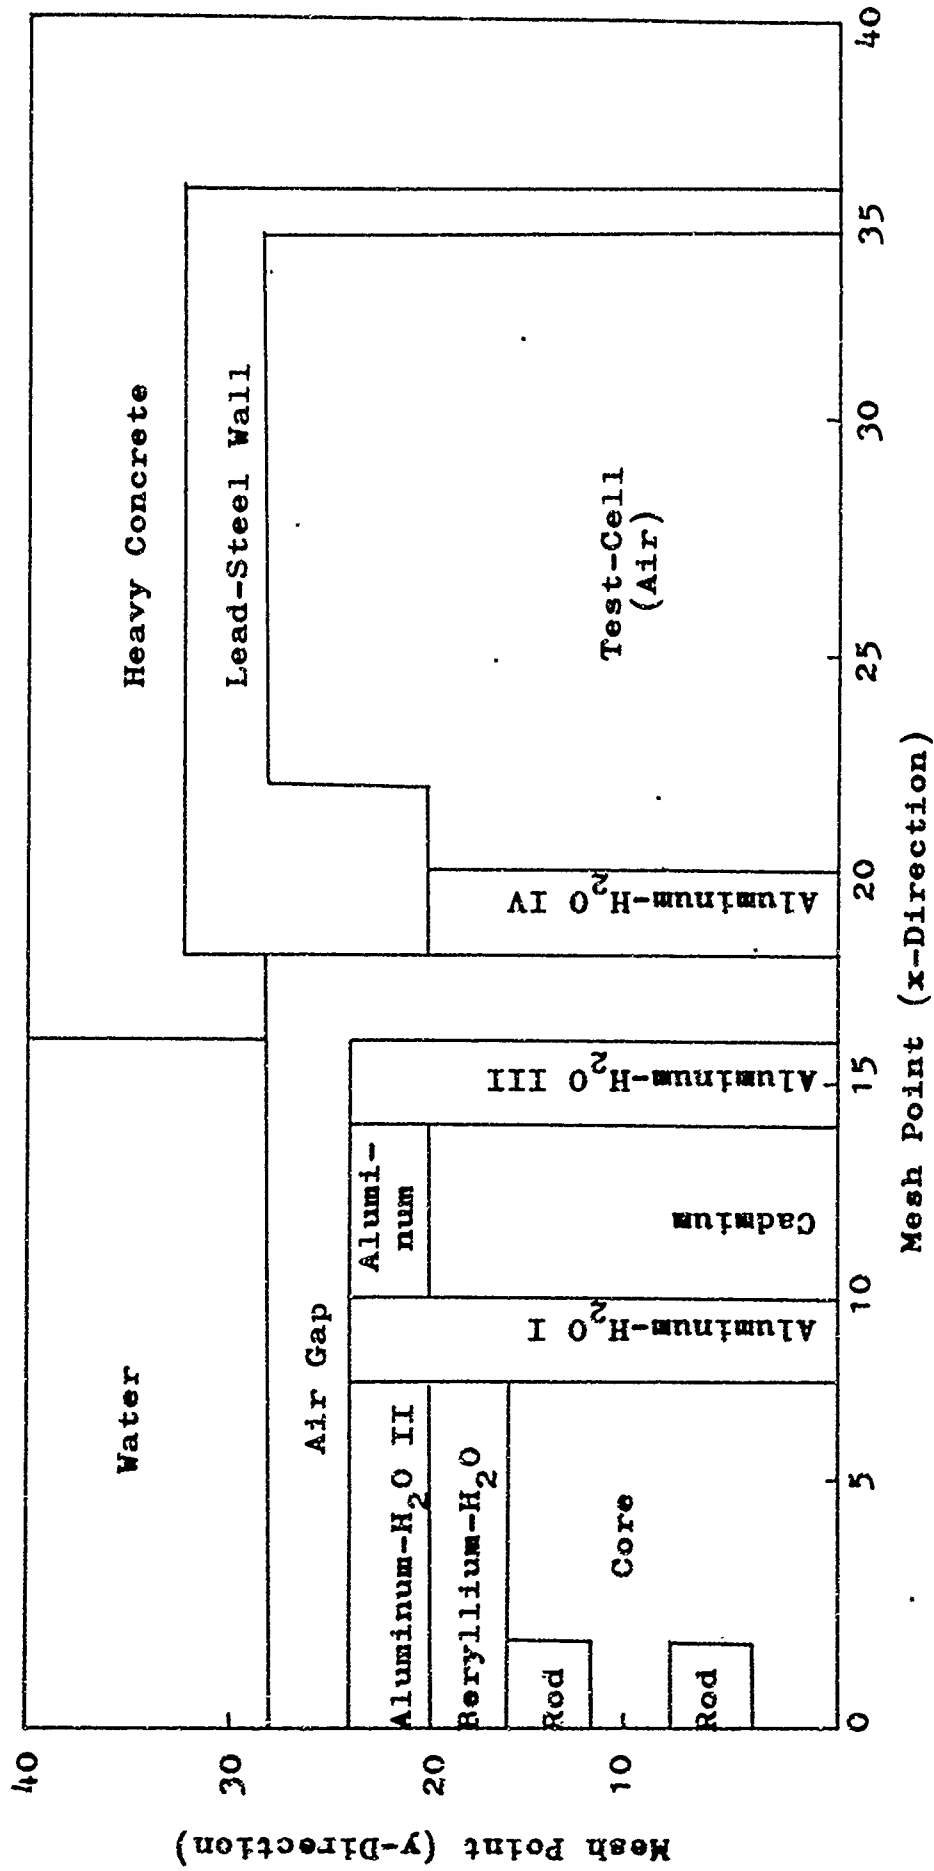 Heavy Concrete
Water
Lead-Steel Wall
Air Gap
Aluminum-H₂O II
Alumi-
num
Beryllium-H₂O
Rod
Core
Rod
Aluminum-H₂O I
Cadmium
Aluminum-H₂O III
Aluminum-H₂O IV
Test-Cell
(Air)
40
30
20
10
0
5
10
15
20
25
30
35
40
Mesh Point (x-Direction)
Mesh Point (y-Direction)